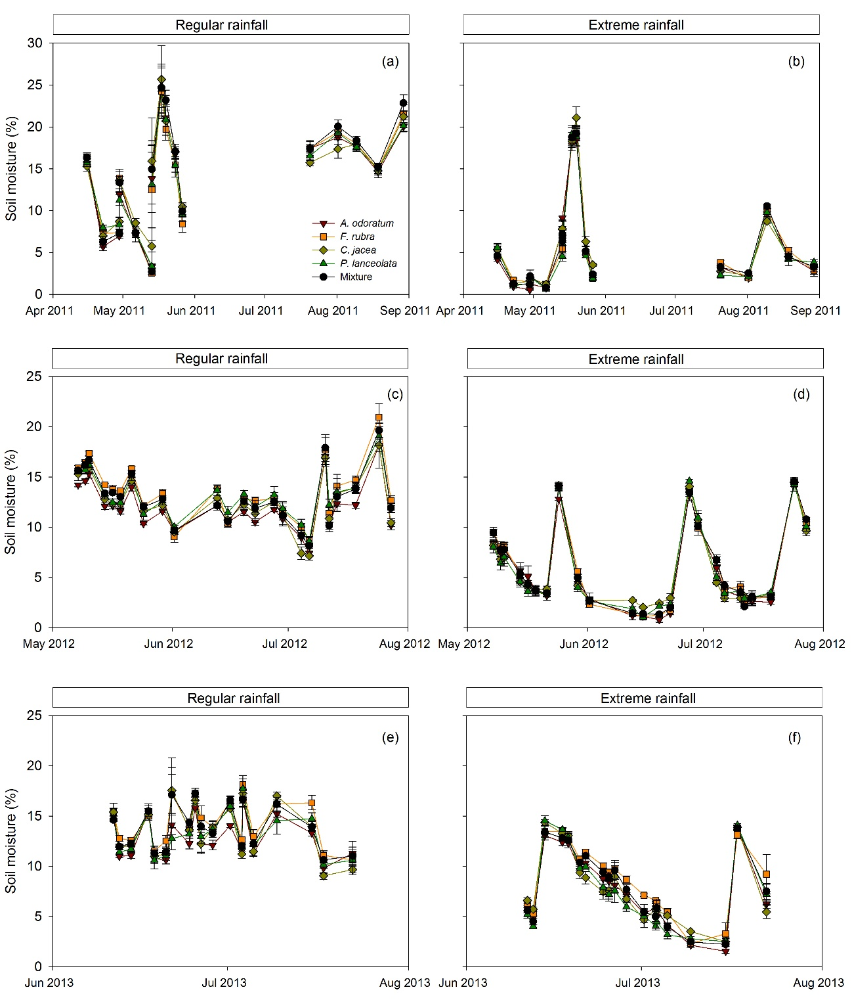 Regular rainfall
Extreme rainfall
30
25
20
15
10
5
0
Soil moisture (%)
(a)
(b)
A. odoratum
F. rubra
C. jacea
P. lanceolata
Mixture
Apr 2011 May 2011 Jun 2011 Jul 2011 Aug 2011 Sep 2011
Apr 2011 May 2011 Jun 2011 Jul 2011 Aug 2011 Sep 2011
Regular rainfall
Extreme rainfall
25
20
15
10
5
0
Soil moisture (%)
(c)
(d)
May 2012 Jun 2012 Jul 2012 Aug 2012
May 2012 Jun 2012 Jul 2012 Aug 2012
Regular rainfall
Extreme rainfall
25
20
15
10
5
0
Soil moisture (%)
(e)
(f)
Jun 2013 Jul 2013 Aug 2013
Jun 2013 Jul 2013 Aug 2013